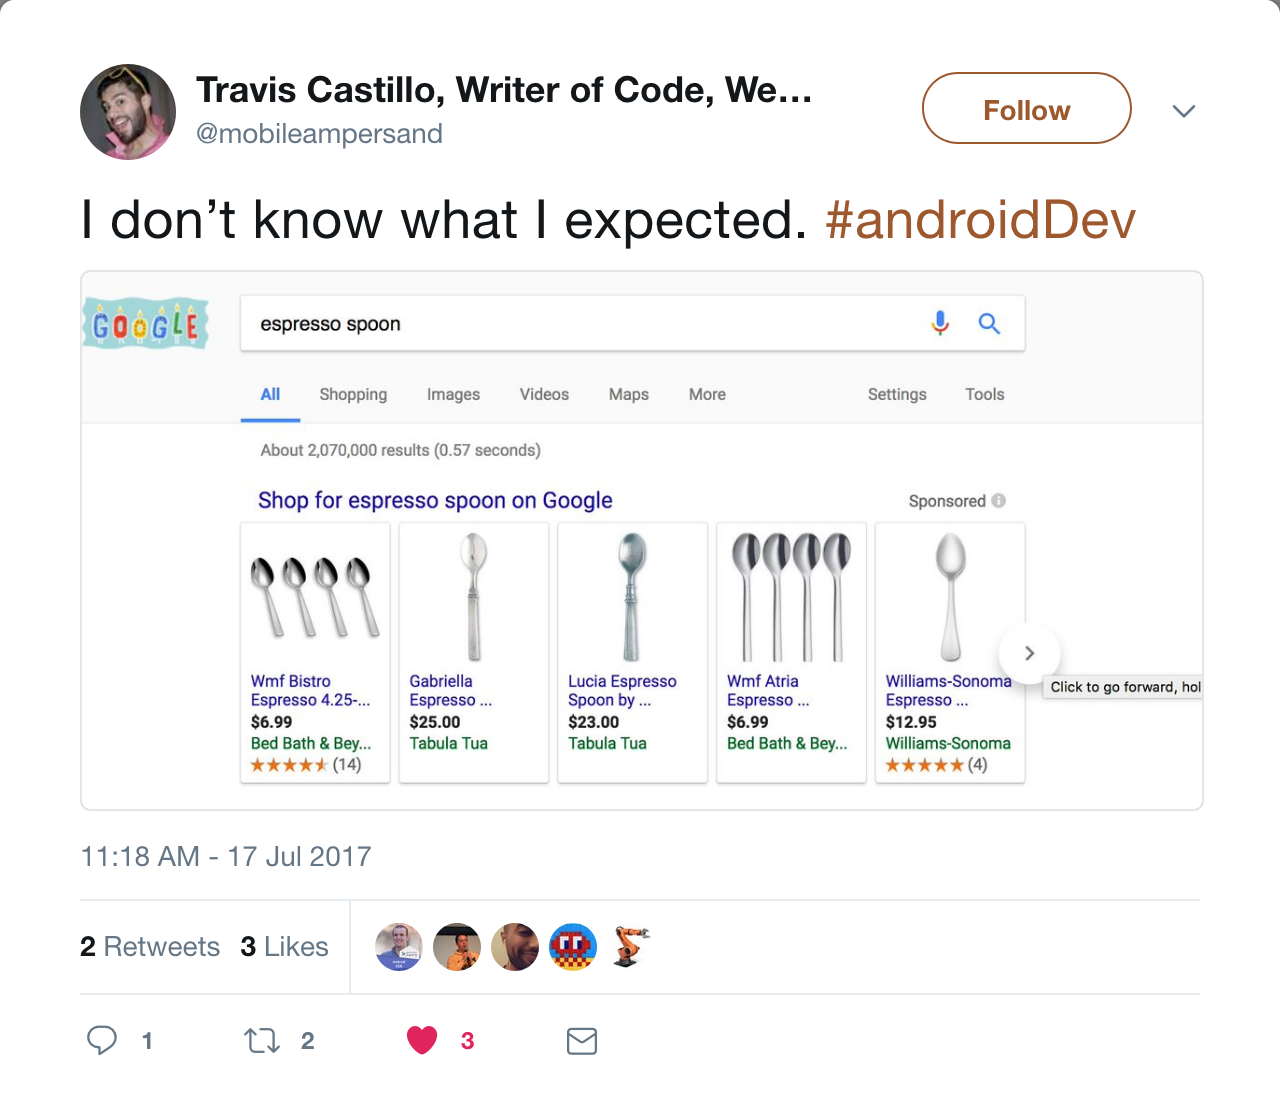 Travis Castillo, Writer of Code, We...
@mobileampersand
Follow
I don’t know what I expected. #androidDev
GOOGLE
espresso spoon
All Shopping Images Videos Maps More Settings Tools
About 2,070,000 results (0.57 seconds)
Shop for espresso spoon on Google
Sponsored
Wmf Bistro
Espresso 4.25-...
$6.99
Bed Bath & Bey...
(14)
Gabriella
Espresso ...
$25.00
Tabula Tua
Lucia Espresso
Spoon by ...
$23.00
Tabula Tua
Wmf Atria
Espresso ...
$6.99
Bed Bath & Bey...
Williams-Sonoma
Espresso ...
$12.95
Williams-Sonoma
(4)
Click to go forward, hol
11:18 AM - 17 Jul 2017
2 Retweets 3 Likes
1 2 3